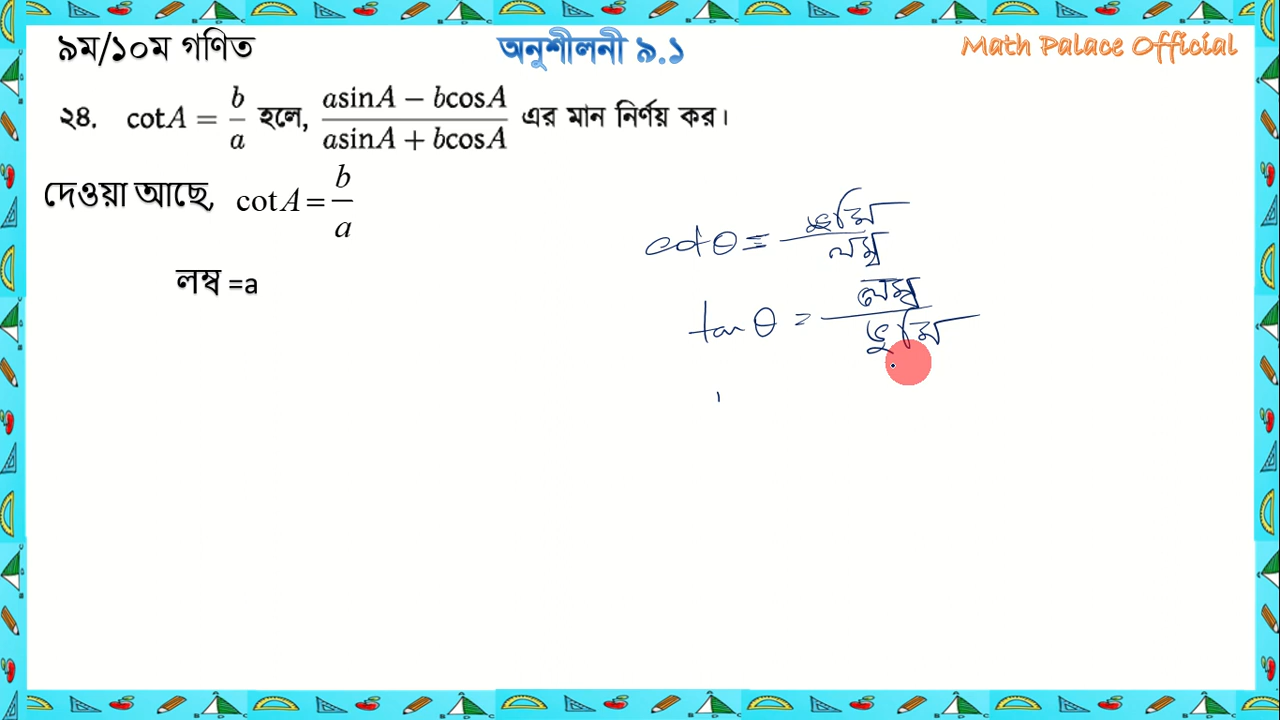 ৯ম/১০ম গণিত
অনুশীলনী ৯.১
Math Palace Official
২৪. cotA = b/a হলে, (asinA − bcosA)/(asinA + bcosA) এর মান নির্ণয় কর।
দেওয়া আছে, cotA = b/a
লম্ব =a
cotθ = ভূমি/লম্ব
tanθ = লম্ব/ভূমি